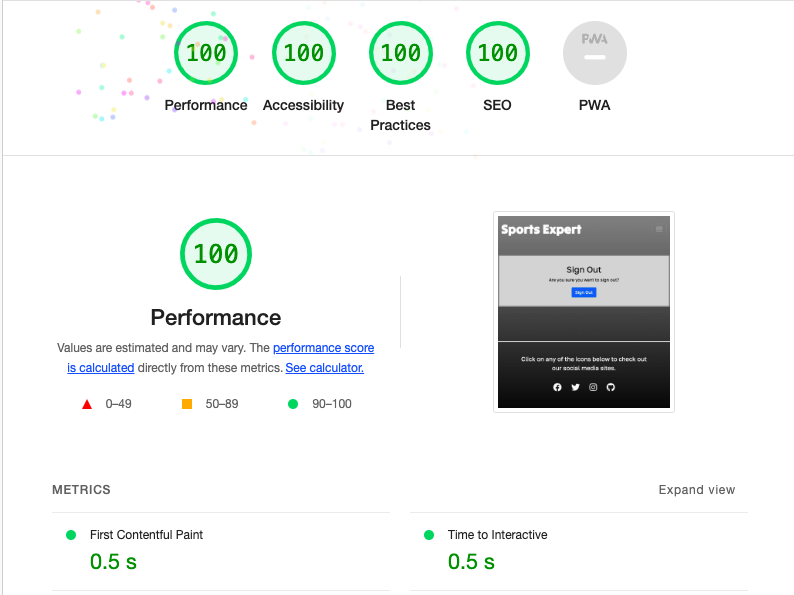 100 100 100 100 PWA
Performance Accessibility Best Practices SEO PWA
100
Performance
Values are estimated and may vary. The performance score
is calculated directly from these metrics. See calculator.
0–49 50–89 90–100
Sports Expert
Sign Out
Are you sure you want to sign out?
Sign Out
Click on any of the icons below to check out
our social media sites.
METRICS Expand view
First Contentful Paint Time to Interactive
0.5 s 0.5 s